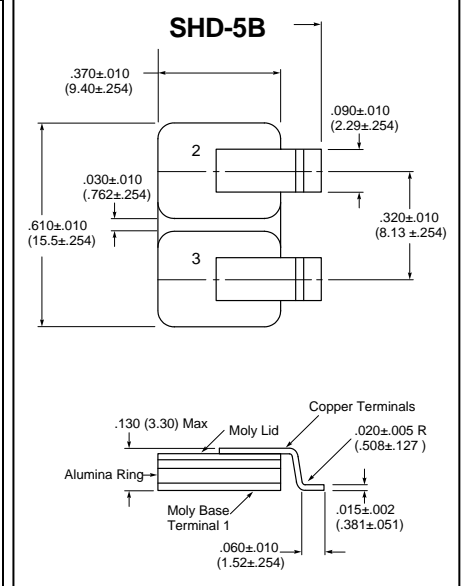 SHD-5B
.370±.010
(9.40±.254)
.090±.010
(2.29±.254)
2
.030±.010
(.762±.254)
.320±.010
(8.13 ±.254)
.610±.010
(15.5±.254)
3
Copper Terminals
.130 (3.30) Max
Moly Lid
.020±.005 R
(.508±.127 )
Alumina Ring
Moly Base
Terminal 1
.015±.002
(.381±.051)
.060±.010
(1.52±.254)